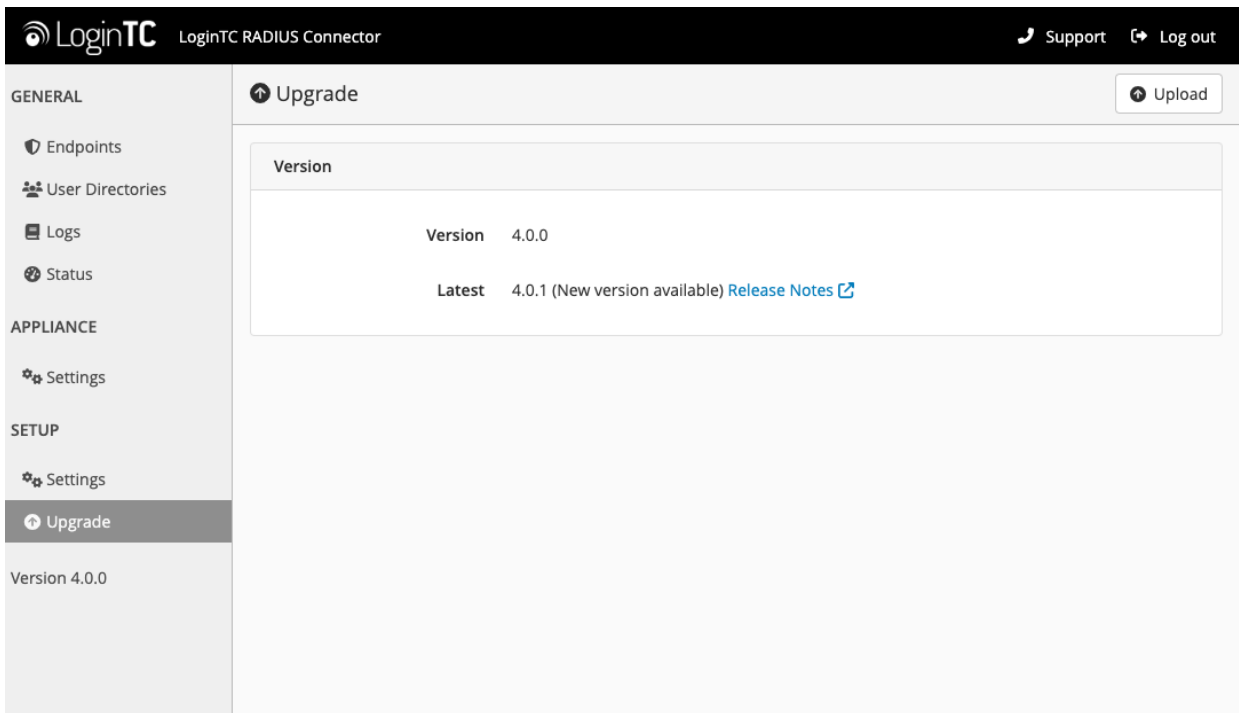 LoginTC LoginTC RADIUS Connector Support Log out
GENERAL
Endpoints
User Directories
Logs
Status
APPLIANCE
Settings
SETUP
Settings
Upgrade
Version 4.0.0
Upgrade Upload
Version
Version 4.0.0
Latest 4.0.1 (New version available) Release Notes